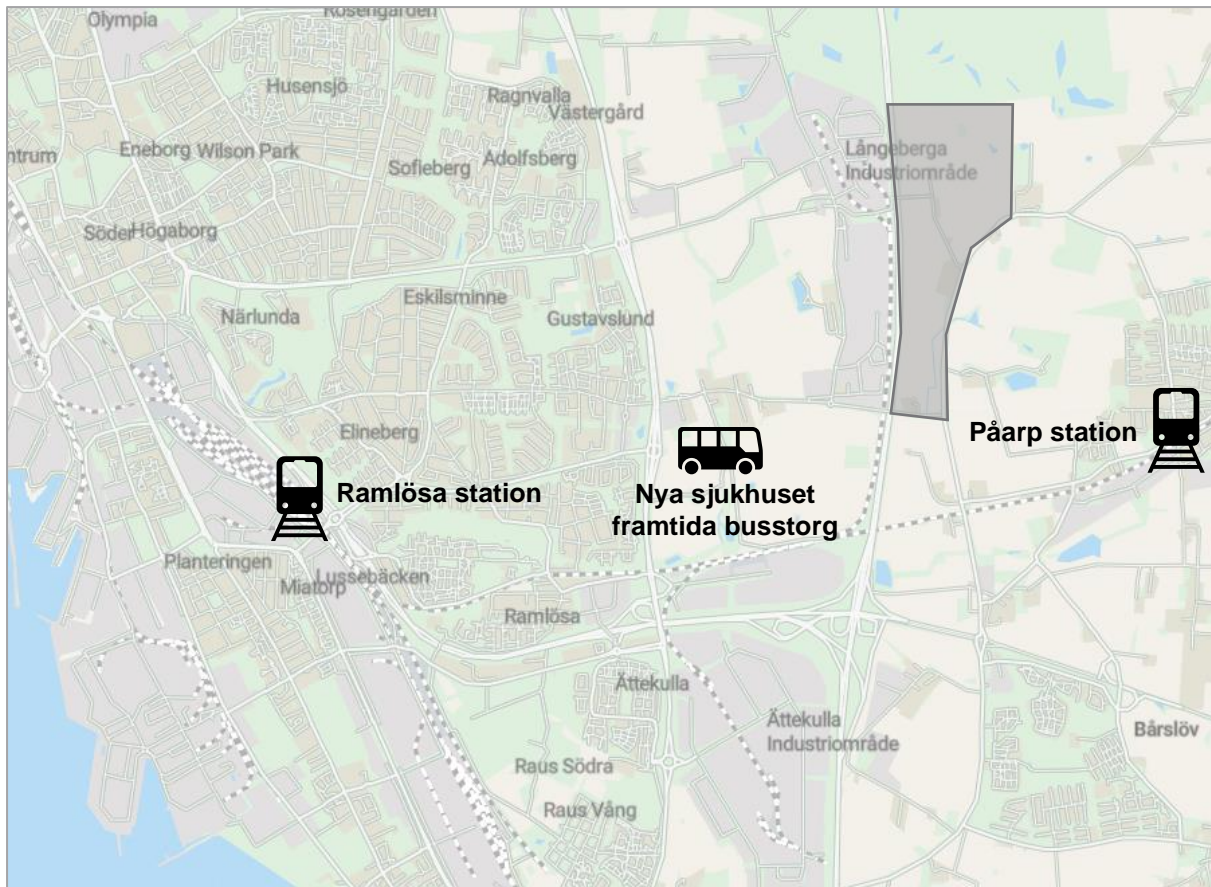 Olympia
Rosengården
Husensjö
Ragnvalla
Västergård
Långeberga
Industriområde
ntrum
Eneborg
Wilson Park
Sofieberg
Adolfsberg
Söder
Högaborg
Eskilsminne
Närlunda
Gustavslund
Påarp station
Elineberg
Ramlösa station
Nya sjukhuset
framtida busstorg
Planteringen
Lussebäcken
Miatorp
Ramlösa
Ättekulla
Ättekulla
Industriområde
Bårslöv
Raus Södra
Raus Vång